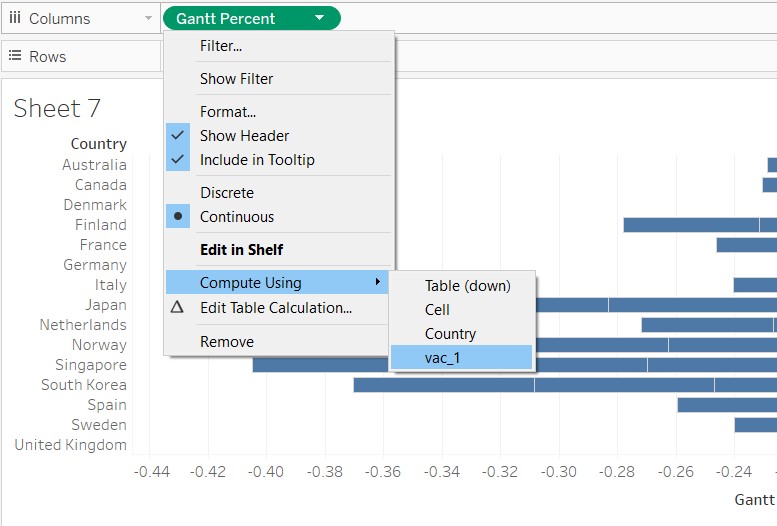 Columns
Gantt Percent
Rows
Filter...
Show Filter
Format...
Show Header
Include in Tooltip
Discrete
Continuous
Edit in Shelf
Compute Using
Edit Table Calculation...
Remove
Table (down)
Cell
Country
vac_1
Sheet 7
Country
Australia
Canada
Denmark
Finland
France
Germany
Italy
Japan
Netherlands
Norway
Singapore
South Korea
Spain
Sweden
United Kingdom
-0.44 -0.42 -0.40 -0.38 -0.36 -0.34 -0.32 -0.30 -0.28 -0.26 -0.24
Gantt